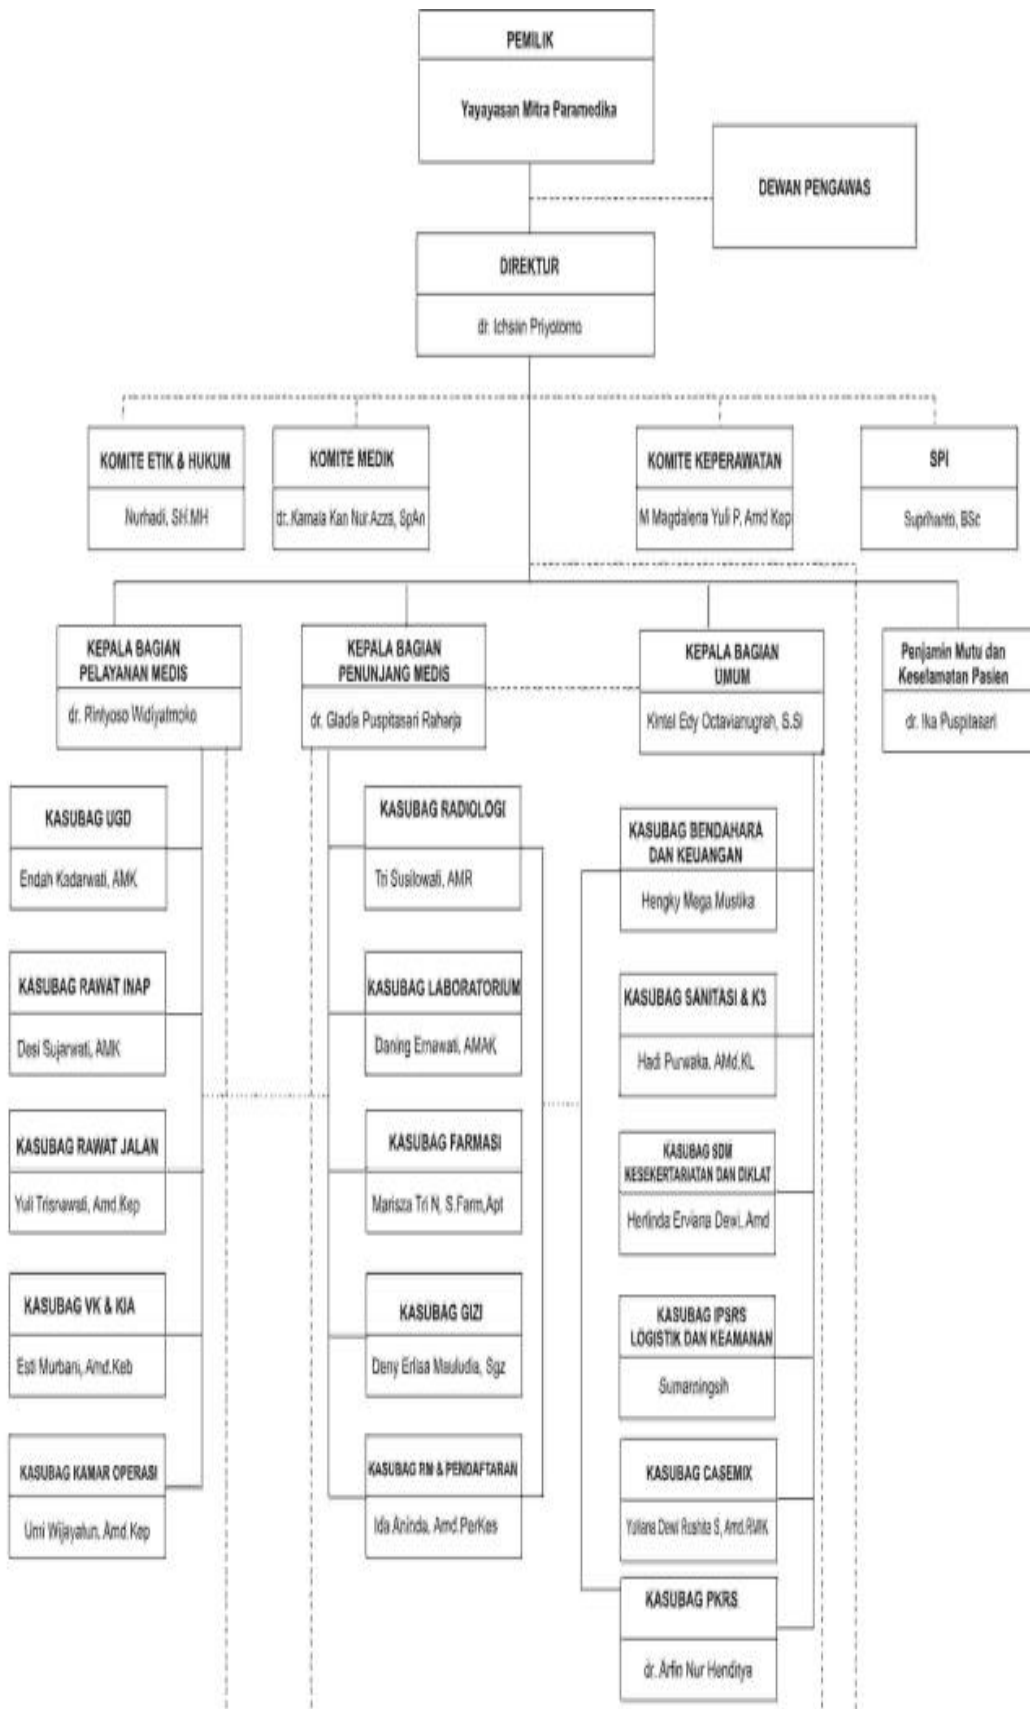 PEMILIK
Yayayasan Mitra Paramedika
DEWAN PENGAWAS
DIREKTUR
dr. Ichsan Priyotomo
KOMITE ETIK & HUKUM
Nurhadi, SH.MH
KOMITE MEDIK
dr. Kamala Kan Nur Azza, SpAn
KOMITE KEPERAWATAN
M Magdalena Yuli P, Amd Kep
SPI
Suprihanto, BSc
KEPALA BAGIAN
PELAYANAN MEDIS
dr. Rintyoso Widiyatmoko
KEPALA BAGIAN
PENUNJANG MEDIS
dr. Gladia Puspitasari Raharja
KEPALA BAGIAN
UMUM
Kintel Edy Octavianugrah, S.Si
Penjamin Mutu dan
Keselamatan Pasien
dr. Ika Puspitasari
KASUBAG UGD
Endah Kadarwati, AMK
KASUBAG RAWAT INAP
Desi Sujarwati, AMK
KASUBAG RAWAT JALAN
Yuli Trisnawati, Amd.Kep
KASUBAG VK & KIA
Esti Murbani, Amd.Keb
KASUBAG KAMAR OPERASI
Umi Wijayatun, Amd.Kep
KASUBAG RADIOLOGI
Tri Susilowati, AMR
KASUBAG LABORATORIUM
Daning Ernawati, AMAK
KASUBAG FARMASI
Marisza Tri N, S.Farm,Apt
KASUBAG GIZI
Deny Erlisa Mauludia, Sgz
KASUBAG RM & PENDAFTARAN
Ida Aninda, Amd.PerKes
KASUBAG BENDAHARA
DAN KEUANGAN
Hengky Mega Mustika
KASUBAG SANITASI & K3
Hadi Purwaka, AMd.KL
KASUBAG SDM
KESEKERTARIATAN DAN DIKLAT
Herlinda Erviana Dewi, Amd
KASUBAG IPSRS
LOGISTIK DAN KEAMANAN
Sumarningsih
KASUBAG CASEMIX
Yuliana Dewi Rushita S, Amd.RMIK
KASUBAG PKRS
dr. Arfin Nur Henditya